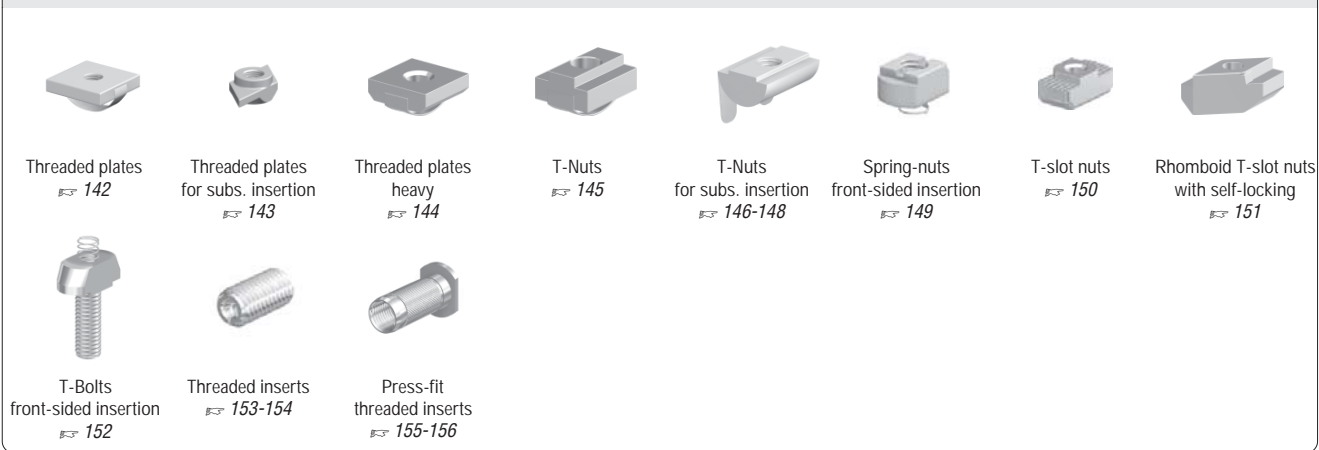 Threaded plates
☞ 142
Threaded plates
for subs. insertion
☞ 143
Threaded plates
heavy
☞ 144
T-Nuts
☞ 145
T-Nuts
for subs. insertion
☞ 146-148
Spring-nuts
front-sided insertion
☞ 149
T-slot nuts
☞ 150
Rhomboid T-slot nuts
with self-locking
☞ 151
T-Bolts
front-sided insertion
☞ 152
Threaded inserts
☞ 153-154
Press-fit
threaded inserts
☞ 155-156